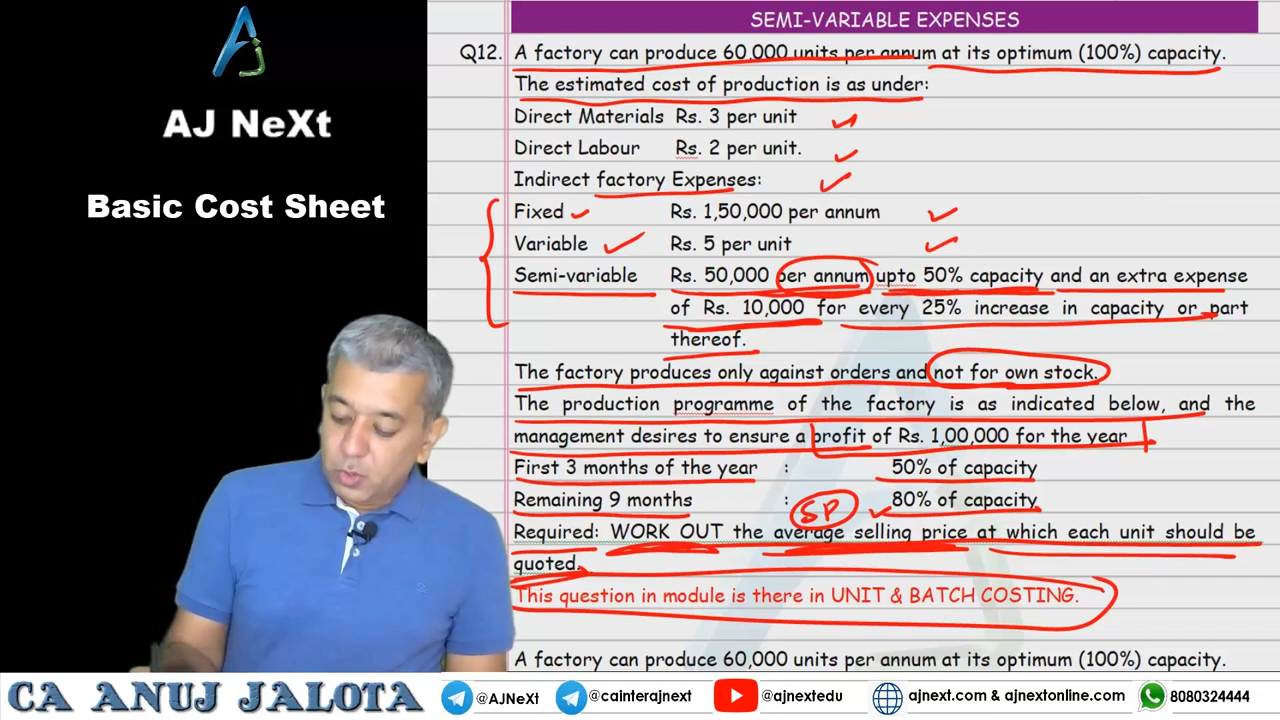 SEMI-VARIABLE EXPENSES
AJ NeXt
Basic Cost Sheet
Q12. A factory can produce 60,000 units per annum at its optimum (100%) capacity.
The estimated cost of production is as under:
Direct Materials Rs. 3 per unit
Direct Labour Rs. 2 per unit.
Indirect factory Expenses:
Fixed Rs. 1,50,000 per annum
Variable Rs. 5 per unit
Semi-variable Rs. 50,000 per annum upto 50% capacity and an extra expense
of Rs. 10,000 for every 25% increase in capacity or part
thereof.
The factory produces only against orders and not for own stock.
The production programme of the factory is as indicated below, and the
management desires to ensure a profit of Rs. 1,00,000 for the year
First 3 months of the year : 50% of capacity
Remaining 9 months : 80% of capacity
SP
Required: WORK OUT the average selling price at which each unit should be
quoted.
This question in module is there in UNIT & BATCH COSTING.
A factory can produce 60,000 units per annum at its optimum (100%) capacity.
CA ANUJ JALOTA @AJNeXt @cainterajnext @ajnextedu ajnext.com & ajnextonline.com 8080324444